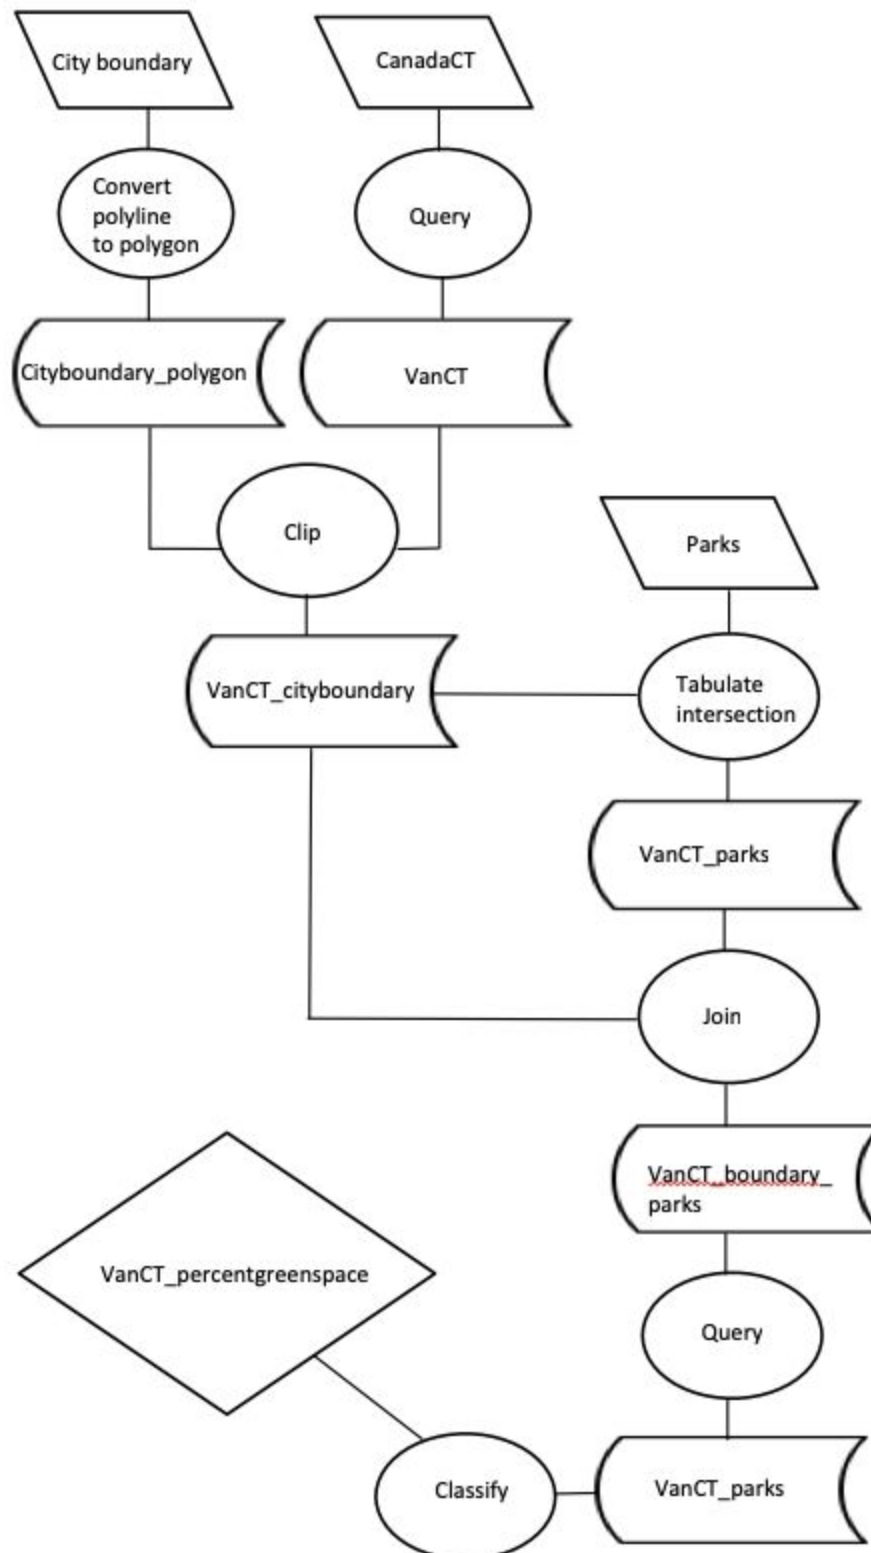 City boundary
CanadaCT
Convert
polyline
to polygon
Query
Cityboundary_polygon
VanCT
Clip
Parks
VanCT_cityboundary
Tabulate
intersection
VanCT_parks
Join
VanCT_boundary_
parks
VanCT_percentgreenspace
Query
Classify
VanCT_parks